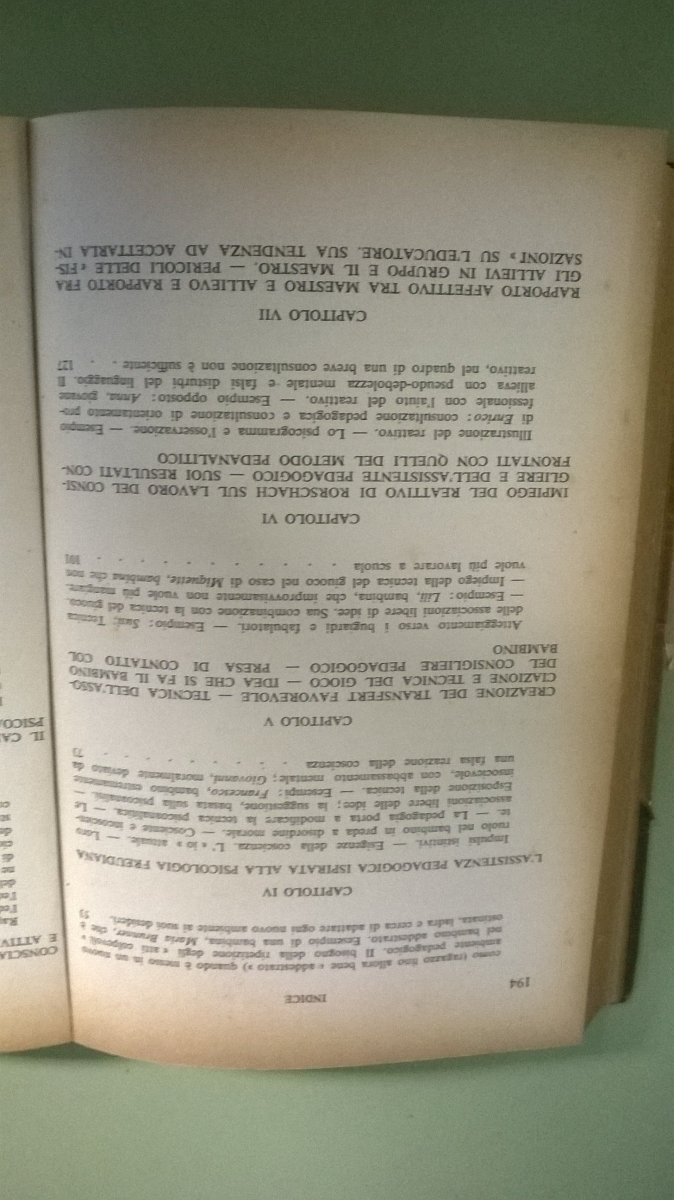 194
INDICE
como (ragazzo fino allora bene « addestrato ») quando è messo in un nuovo
ambiente pedagogico. Il bisogno della ripetizione degli « atti colpevoli »
nel bambino addestrato. Eesempio di una bambina, Maria Brunner, che è
ostinata, ladra e cerca di adattare ogni nuovo ambiente ai suoi desideri.
CAPITOLO IV
L'ASSISTENZA PEDAGOGICA ISPIRATA ALLA PSICOLOGIA FREUDIANA
Impulsi istintivi. — Esigenze della coscienza. L' « io » attuale. — Loro
ruolo nel bambino in preda a disordine morale. — Cosciente e incoscien-
te. — La pedagogia porta a modificare la tecnica psicoanalitica. — Le
associazioni libere delle idee; la suggestione, basata sulla psicoanalisi. —
Esposizione della tecnica. — Esempi: Francesco, bambino estremamente
insocievole, con abbassamento mentale; Giovanni, moralmente deviato da
una falsa reazione della coscienza . . . . . . . . 73
CAPITOLO V
CREAZIONE DEL TRANSFERT FAVOREVOLE — TECNICA DELL'ASSO-
CIAZIONE E TECNICA DEL GIOCO — IDEA CHE SI FA IL BAMBINO
DEL CONSIGLIERE PEDAGOGICO — PRESA DI CONTATTO COL
BAMBINO
Atteggiamento verso i bugiardi e fabulatori. — Esempio: Tecnica
delle associazioni libere di idee. Sua combinazione con la tecnica del giuoco.
— Esempio: Lili, bambina, che improvvisamente non vuole più mangiare.
— Impiego della tecnica del giuoco nel caso di Miquette, bambina che non
vuole più lavorare a scuola . . . . . . . . . 101
CAPITOLO VI
IMPIEGO DEL REATTIVO DI RORSCHACH SUL LAVORO DEL CONSI-
GLIERE E DELL'ASSISTENTE PEDAGOGICO — SUOI RESULTATI CON-
FRONTATI CON QUELLI DEL METODO PEDANALITICO
Illustrazione del reattivo. — Lo psicogramma e l'osservazione. — Esempio
di Enrico: consultazione pedagogica e consultazione di orientamento pro-
fessionale con l'aiuto del reattivo. — Esempio opposto: Anna, giovane
allieva con pseudo-debolezza mentale e falsi disturbi del linguaggio. Il
reattivo, nel quadro di una breve consultazione non è sufficiente . . 127
CAPITOLO VII
RAPPORTO AFFETTIVO TRA MAESTRO E ALLIEVO E RAPPORTO FRA
GLI ALLIEVI IN GRUPPO E IL MAESTRO. — PERICOLI DELLE « FIS-
SAZIONI » SU L'EDUCATORE. SUA TENDENZA AD ACCETTARLA IN-
CONSCIA
E ATTIV
IL CA
PSICO